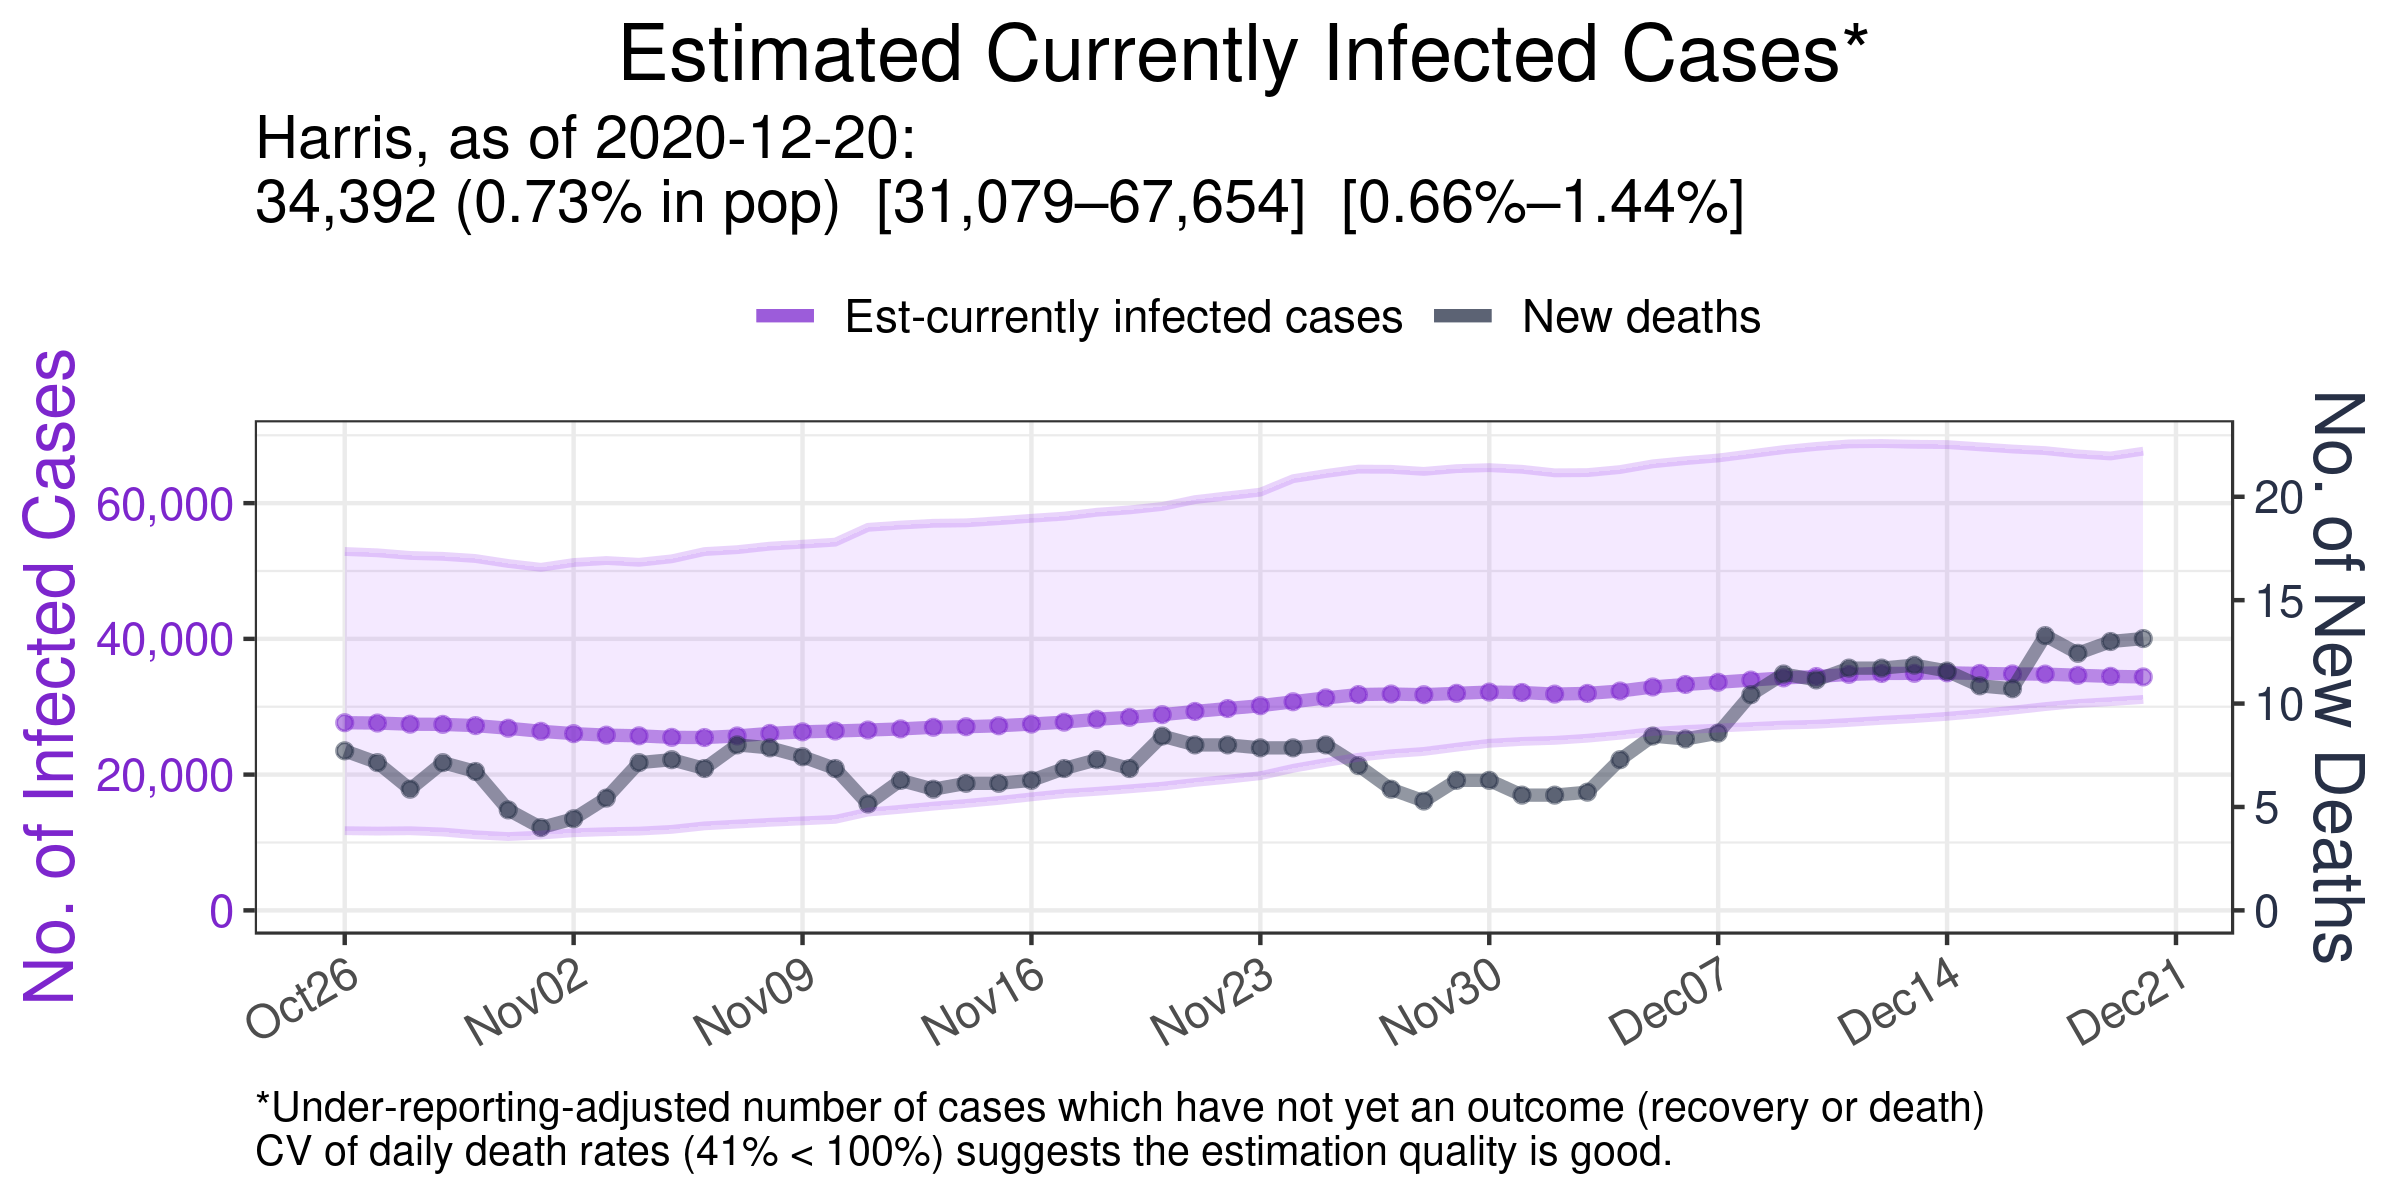 Estimated Currently Infected Cases*
Harris, as of 2020-12-20:
34,392 (0.73% in pop) [31,079–67,654] [0.66%–1.44%]
Est-currently infected cases New deaths
No. of Infected Cases
60,000
40,000
20,000
0
20
15
10
5
0
No. of New Deaths
Oct26 Nov02 Nov09 Nov16 Nov23 Nov30 Dec07 Dec14 Dec21
*Under-reporting-adjusted number of cases which have not yet an outcome (recovery or death)
CV of daily death rates (41% < 100%) suggests the estimation quality is good.